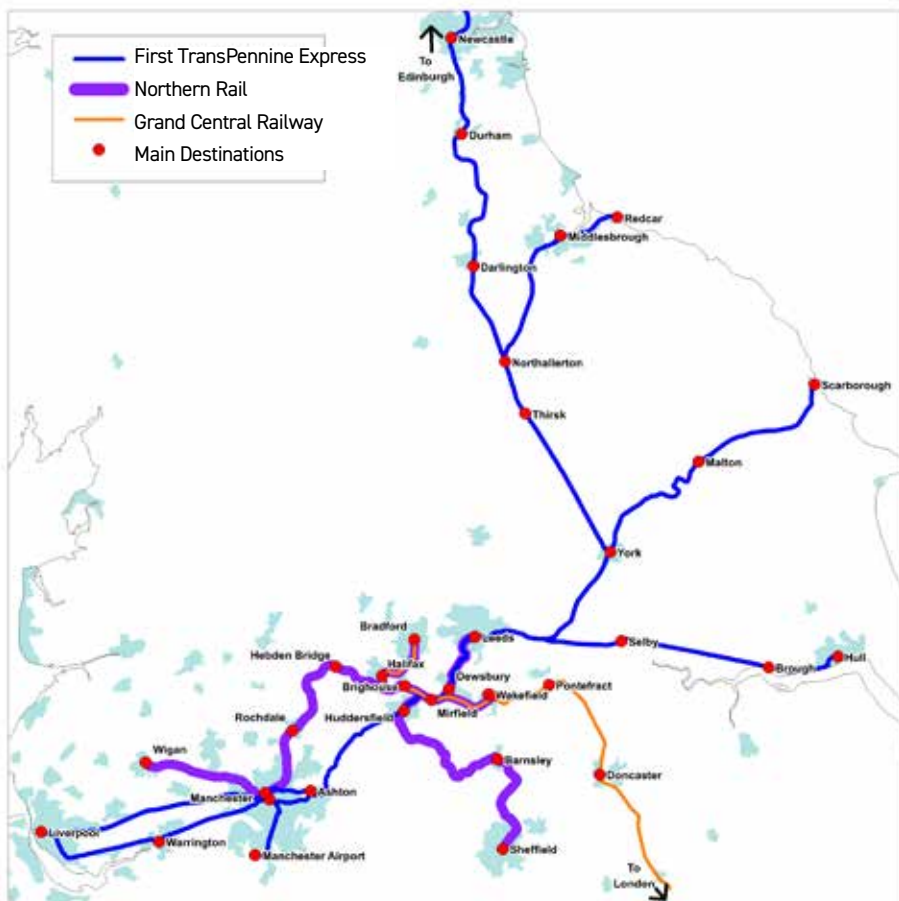 First TransPennine Express
Northern Rail
Grand Central Railway
Main Destinations
To
Edinburgh
Newcastle
Durham
Redcar
Middlesbrough
Darlington
Northallerton
Scarborough
Thirsk
Malton
York
Bradford
Leeds
Selby
Hebden Bridge
Halifax
Brough
Hull
Dewsbury
Brighouse
Wakefield
Pontefract
Mirfield
Rochdale
Huddersfield
Wigan
Barnsley
Doncaster
Manchester
Ashton
Liverpool
Warrington
Manchester Airport
Sheffield
To
London